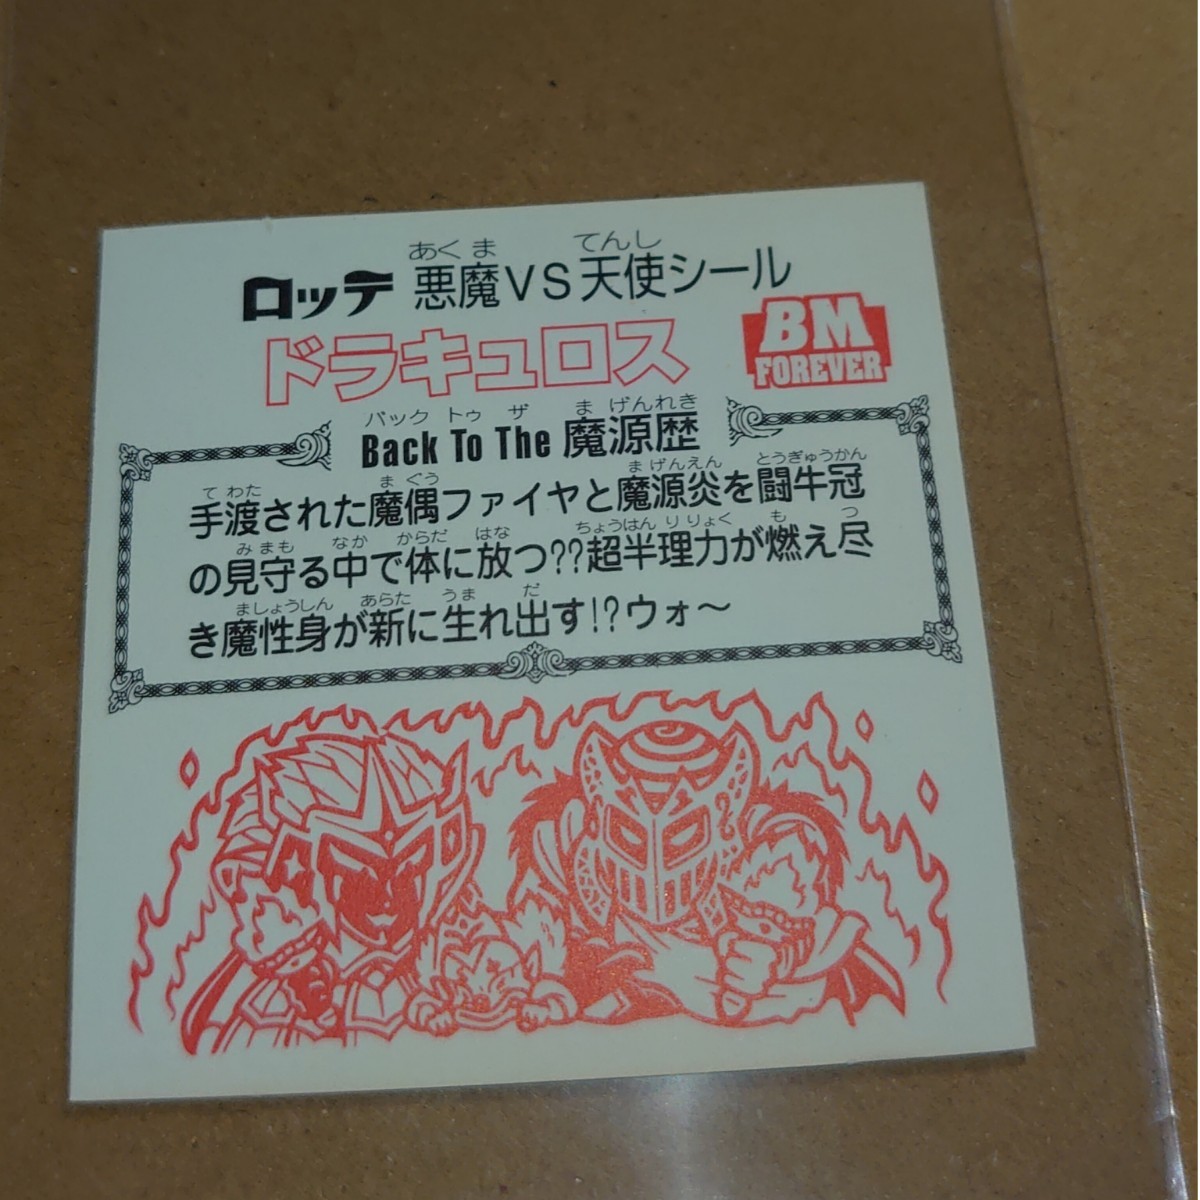 ロッテ 悪魔VS天使シール
あくま てんし
ドラキュロス
BM
FOREVER
バック トゥ ザ まげんれき
Back To The 魔源歴
てわた まぐう まげんえん とうぎゅうかん
手渡された魔偶ファイヤと魔源炎を闘牛冠
みまも なか からだ はな ちょうはんりりょく も つ
の見守る中で体に放つ??超半理力が燃え尽
ましょうしん あらた うま だ
き魔性身が新に生れ出す!?ウォ〜